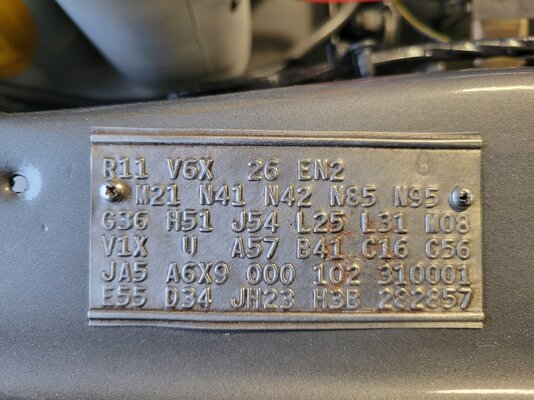 R11 V6X 26 EN2
M21 N41 N42 N85 N95
G36 H51 J54 L25 L31 M08
V1X U A57 B41 C16 C56
JA5 A6X9 000 102 310001
E55 D34 JH23 H3B 282857